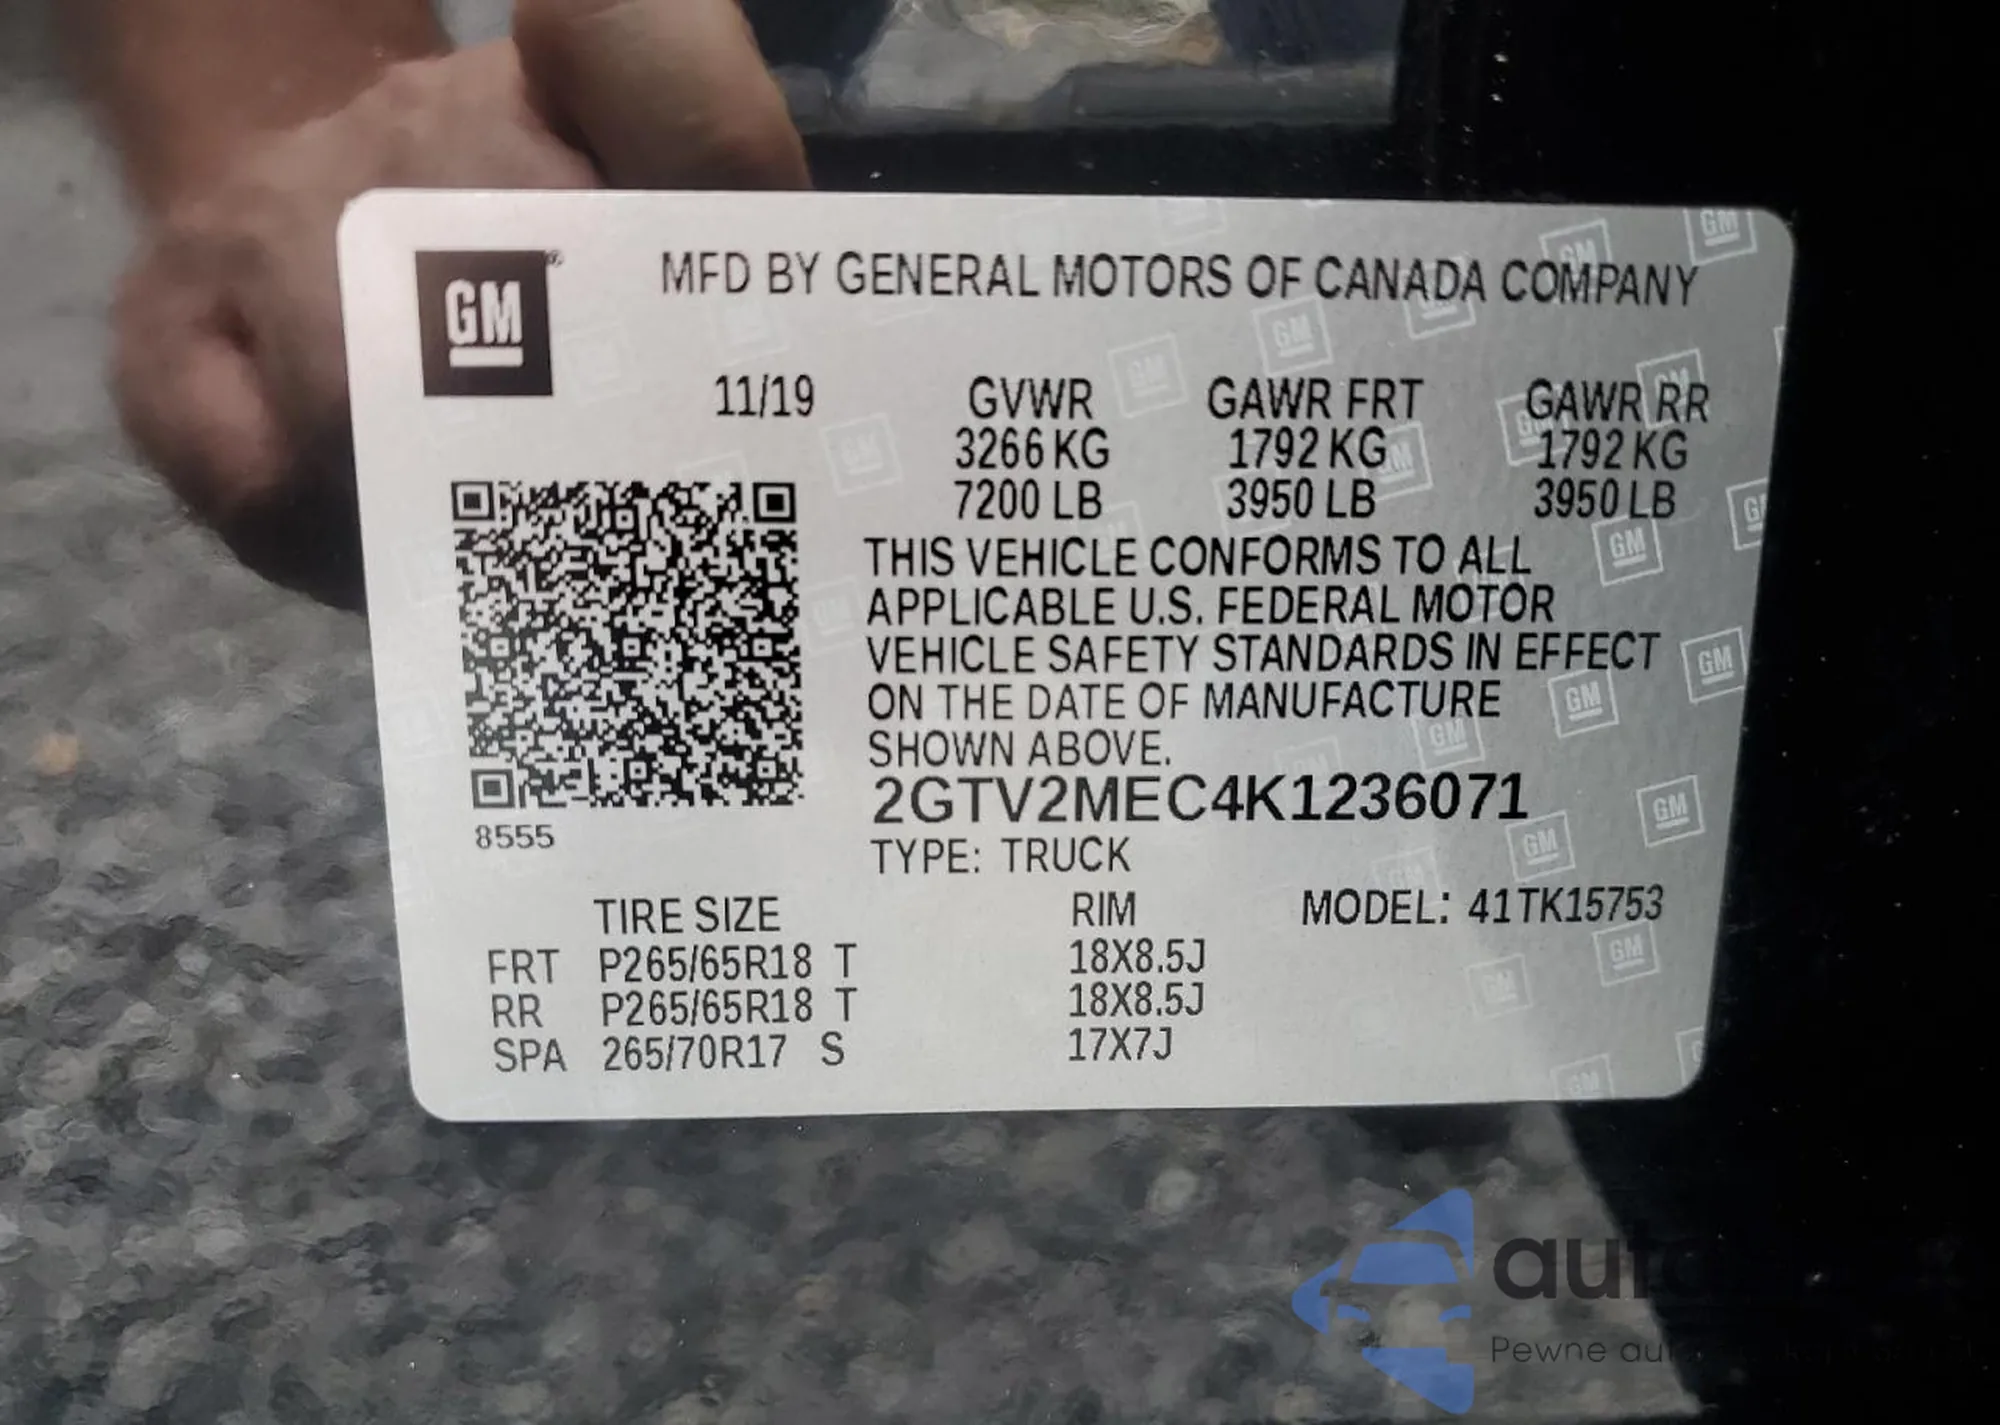 GM
MFD BY GENERAL MOTORS OF CANADA COMPANY
11/19 GVWR GAWR FRT GAWR RR
3266 KG 1792 KG 1792 KG
7200 LB 3950 LB 3950 LB
THIS VEHICLE CONFORMS TO ALL
APPLICABLE U.S. FEDERAL MOTOR
VEHICLE SAFETY STANDARDS IN EFFECT
ON THE DATE OF MANUFACTURE
SHOWN ABOVE.
2GTV2MEC4K1236071
8555
TYPE: TRUCK
TIRE SIZE RIM MODEL: 41TK15753
FRT P265/65R18 T 18X8.5J
RR P265/65R18 T 18X8.5J
SPA 265/70R17 S 17X7J
Pewne